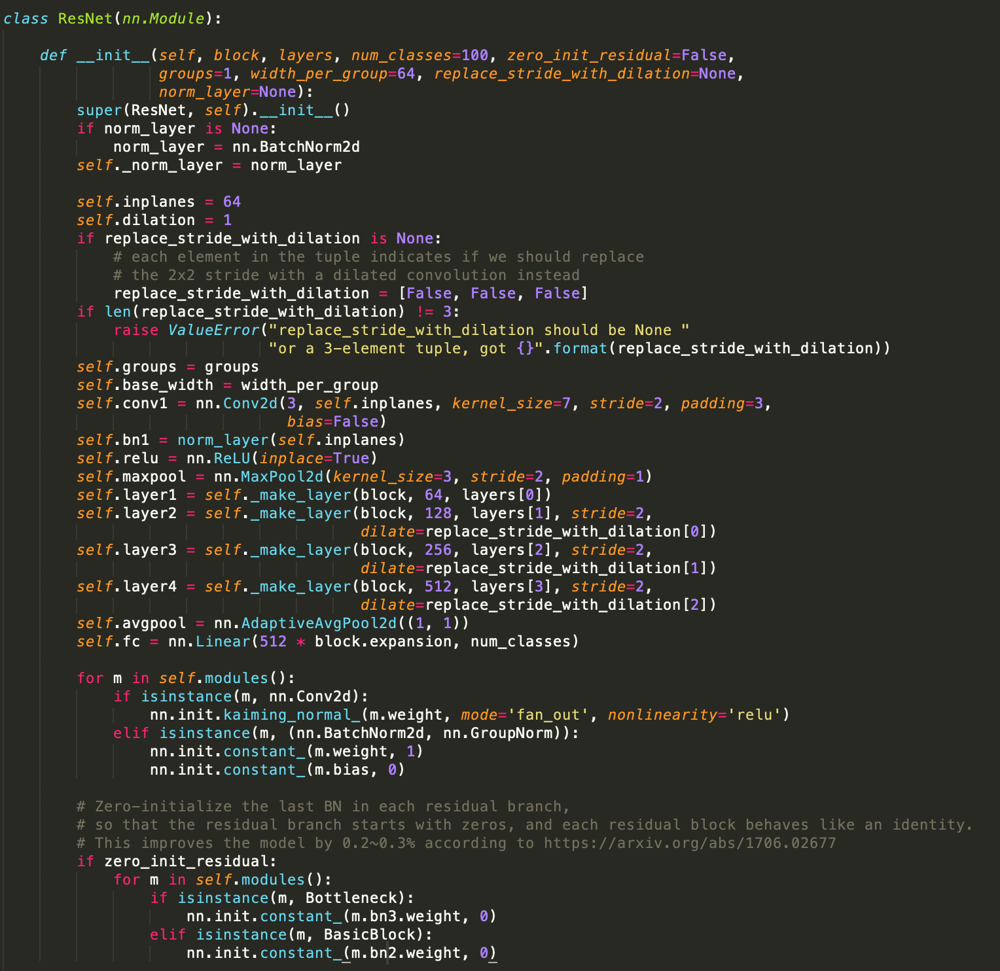 class ResNet(nn.Module):
    def __init__(self, block, layers, num_classes=100, zero_init_residual=False,
                 groups=1, width_per_group=64, replace_stride_with_dilation=None,
                 norm_layer=None):
        super(ResNet, self).__init__()
        if norm_layer is None:
            norm_layer = nn.BatchNorm2d
        self._norm_layer = norm_layer
        self.inplanes = 64
        self.dilation = 1
        if replace_stride_with_dilation is None:
            # each element in the tuple indicates if we should replace
            # the 2x2 stride with a dilated convolution instead
            replace_stride_with_dilation = [False, False, False]
        if len(replace_stride_with_dilation) != 3:
            raise ValueError("replace_stride_with_dilation should be None "
                             "or a 3-element tuple, got {}".format(replace_stride_with_dilation))
        self.groups = groups
        self.base_width = width_per_group
        self.conv1 = nn.Conv2d(3, self.inplanes, kernel_size=7, stride=2, padding=3,
                               bias=False)
        self.bn1 = norm_layer(self.inplanes)
        self.relu = nn.ReLU(inplace=True)
        self.maxpool = nn.MaxPool2d(kernel_size=3, stride=2, padding=1)
        self.layer1 = self._make_layer(block, 64, layers[0])
        self.layer2 = self._make_layer(block, 128, layers[1], stride=2,
                                       dilate=replace_stride_with_dilation[0])
        self.layer3 = self._make_layer(block, 256, layers[2], stride=2,
                                       dilate=replace_stride_with_dilation[1])
        self.layer4 = self._make_layer(block, 512, layers[3], stride=2,
                                       dilate=replace_stride_with_dilation[2])
        self.avgpool = nn.AdaptiveAvgPool2d((1, 1))
        self.fc = nn.Linear(512 * block.expansion, num_classes)
        for m in self.modules():
            if isinstance(m, nn.Conv2d):
                nn.init.kaiming_normal_(m.weight, mode='fan_out', nonlinearity='relu')
            elif isinstance(m, (nn.BatchNorm2d, nn.GroupNorm)):
                nn.init.constant_(m.weight, 1)
                nn.init.constant_(m.bias, 0)
        # Zero-initialize the last BN in each residual branch,
        # so that the residual branch starts with zeros, and each residual block behaves like an identity.
        # This improves the model by 0.2~0.3% according to https://arxiv.org/abs/1706.02677
        if zero_init_residual:
            for m in self.modules():
                if isinstance(m, Bottleneck):
                    nn.init.constant_(m.bn3.weight, 0)
                elif isinstance(m, BasicBlock):
                    nn.init.constant_(m.bn2.weight, 0)